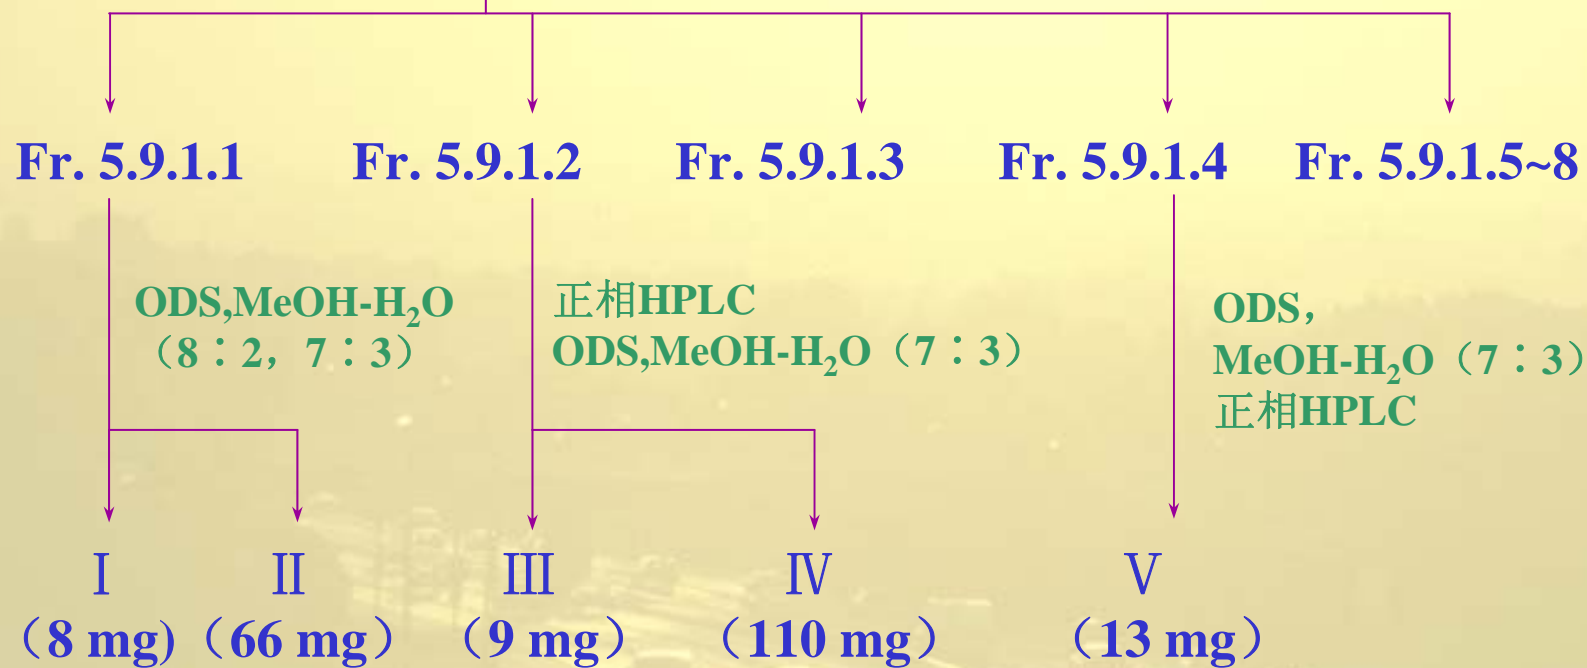 Fr. 5.9.1.1 Fr. 5.9.1.2 Fr. 5.9.1.3 Fr. 5.9.1.4 Fr. 5.9.1.5~8
ODS,MeOH-H₂O
（8∶2，7∶3）
正相HPLC
ODS,MeOH-H₂O（7∶3）
ODS，
MeOH-H₂O（7∶3）
正相HPLC
Ⅰ Ⅱ Ⅲ Ⅳ Ⅴ
（8 mg)（66 mg）（9 mg）（110 mg）（13 mg）